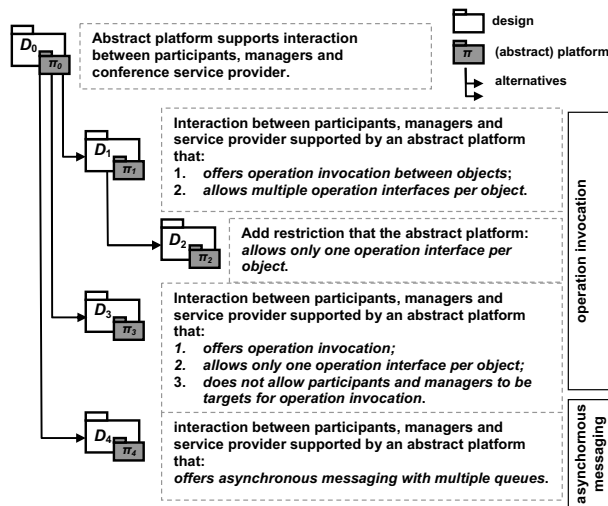 D0
π0
Abstract platform supports interaction
between participants, managers and
conference service provider.
design
π
(abstract) platform
alternatives
D1
π1
Interaction between participants, managers and
service provider supported by an abstract platform
that:
1. offers operation invocation between objects;
2. allows multiple operation interfaces per object.
D2
π2
Add restriction that the abstract platform:
allows only one operation interface per
object.
D3
π3
Interaction between participants, managers and
service provider supported by an abstract platform
that:
1. offers operation invocation;
2. allows only one operation interface per object;
3. does not allow participants and managers to be
targets for operation invocation.
operation invocation
D4
π4
interaction between participants, managers and
service provider supported by an abstract platform
that:
offers asynchronous messaging with multiple queues.
asynchornous
messaging